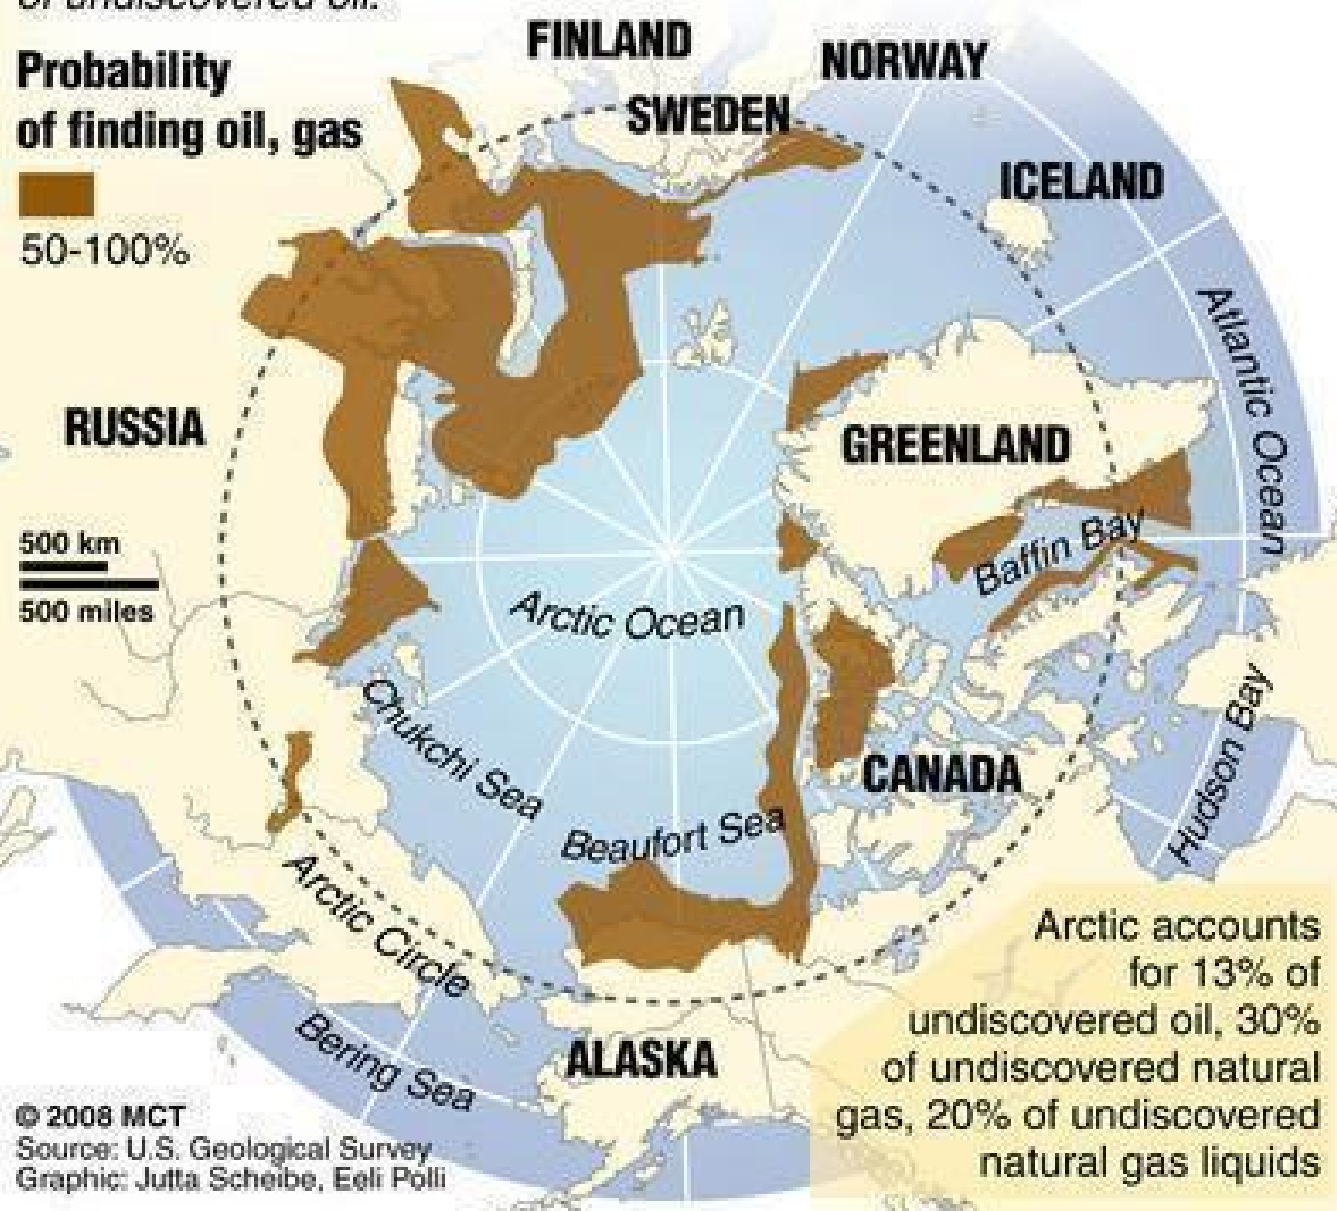 of undiscovered oil.
Probability
of finding oil, gas
50-100%
FINLAND
NORWAY
SWEDEN
ICELAND
Atlantic Ocean
RUSSIA
GREENLAND
500 km
500 miles
Baffin Bay
Arctic Ocean
Chukchi Sea
Hudson Bay
CANADA
Beaufort Sea
Arctic Circle
Bering Sea
ALASKA
Arctic accounts
for 13% of
undiscovered oil, 30%
of undiscovered natural
gas, 20% of undiscovered
natural gas liquids
© 2008 MCT
Source: U.S. Geological Survey
Graphic: Jutta Scheibe, Eeli Polli